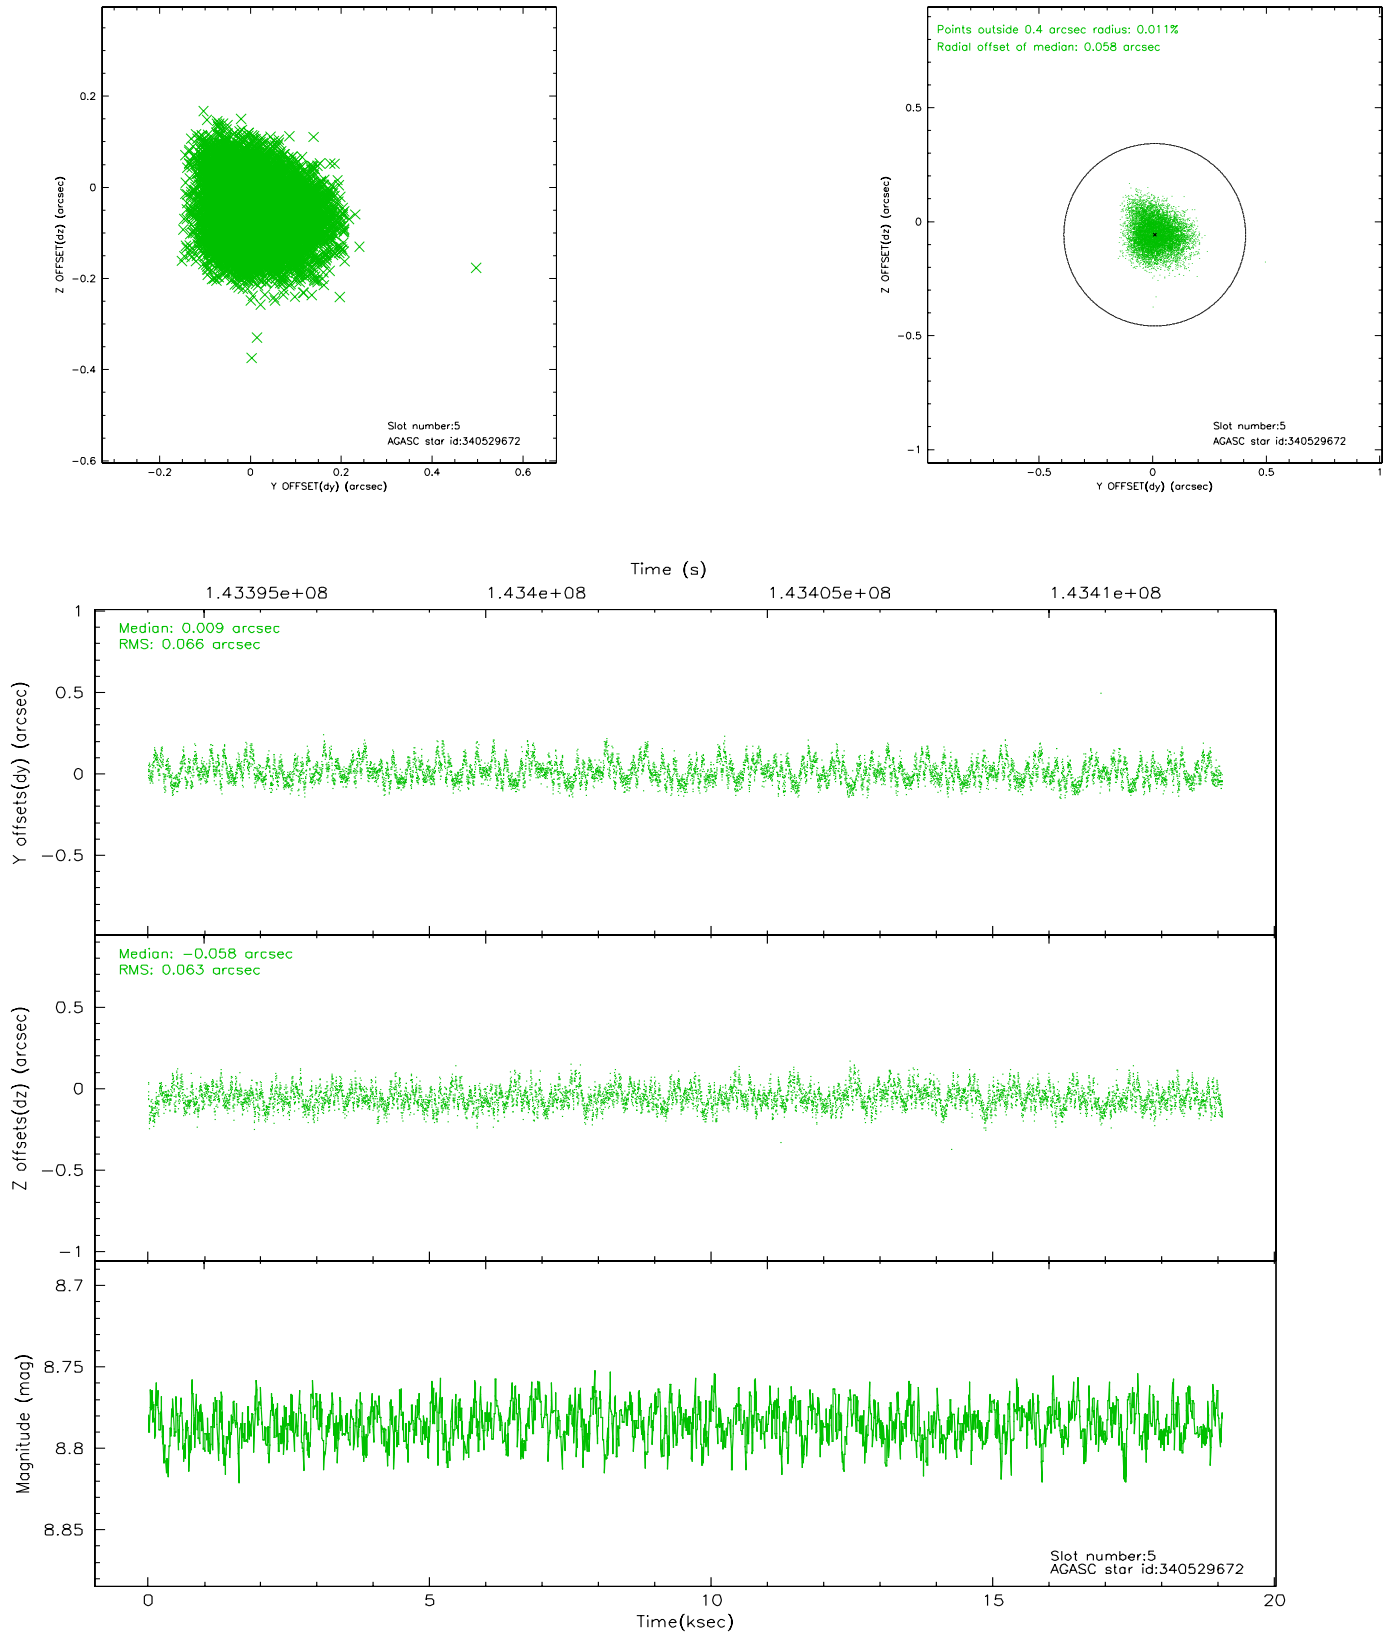 0.2
0
−0.2
−0.4
−0.6
Z OFFSET(dz) (arcsec)
−0.2
0
0.2
0.4
0.6
Y OFFSET(dy) (arcsec)
Slot number:5
AGASC star id:340529672
Points outside 0.4 arcsec radius: 0.011%
Radial offset of median: 0.058 arcsec
0.5
0
−0.5
−1
Z OFFSET(dz) (arcsec)
−0.5
0
0.5
1
Y OFFSET(dy) (arcsec)
Slot number:5
AGASC star id:340529672
Time (s)
1.43395e+08
1.434e+08
1.43405e+08
1.4341e+08
1
0.5
0
−0.5
Y offsets(dy) (arcsec)
Median: 0.009 arcsec
RMS: 0.066 arcsec
0.5
0
−0.5
−1
Z offsets(dz) (arcsec)
Median: −0.058 arcsec
RMS: 0.063 arcsec
8.7
8.75
8.8
8.85
Magnitude (mag)
Slot number:5
AGASC star id:340529672
0
5
10
15
20
Time(ksec)